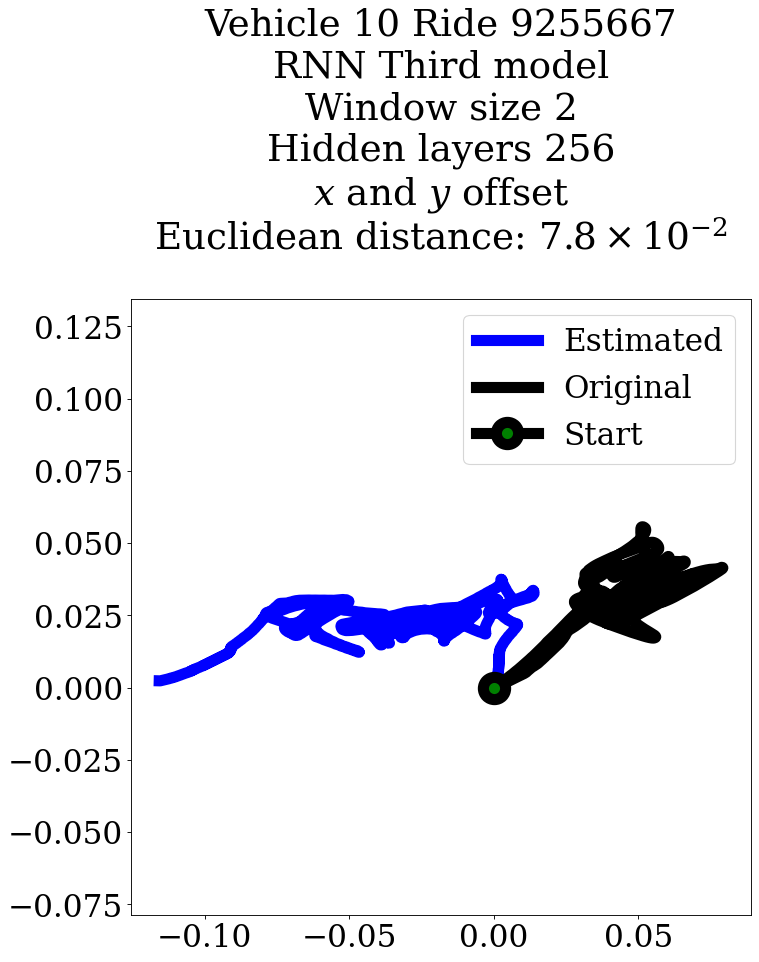 Vehicle 10 Ride 9255667
RNN Third model
Window size 2
Hidden layers 256
x and y offset
Euclidean distance: 7.8 × 10⁻²
Estimated
Original
Start
0.125
0.100
0.075
0.050
0.025
0.000
−0.025
−0.050
−0.075
−0.10
−0.05
0.00
0.05